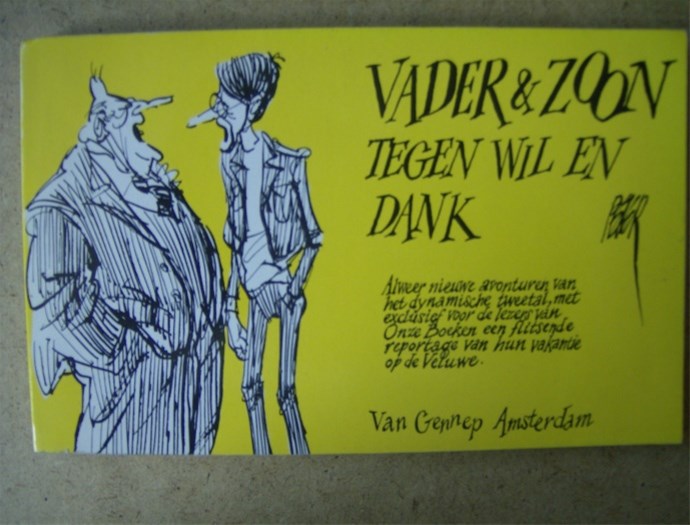 VADER & ZOON
TEGEN WIL EN
DANK
PETER
Alweer nieuwe avonturen van
het dynamische tweetal, met
exclusief voor de lezers van
Onze Boeken een flitsende
reportage van hun vakantie
op de Veluwe.
Van Gennep Amsterdam